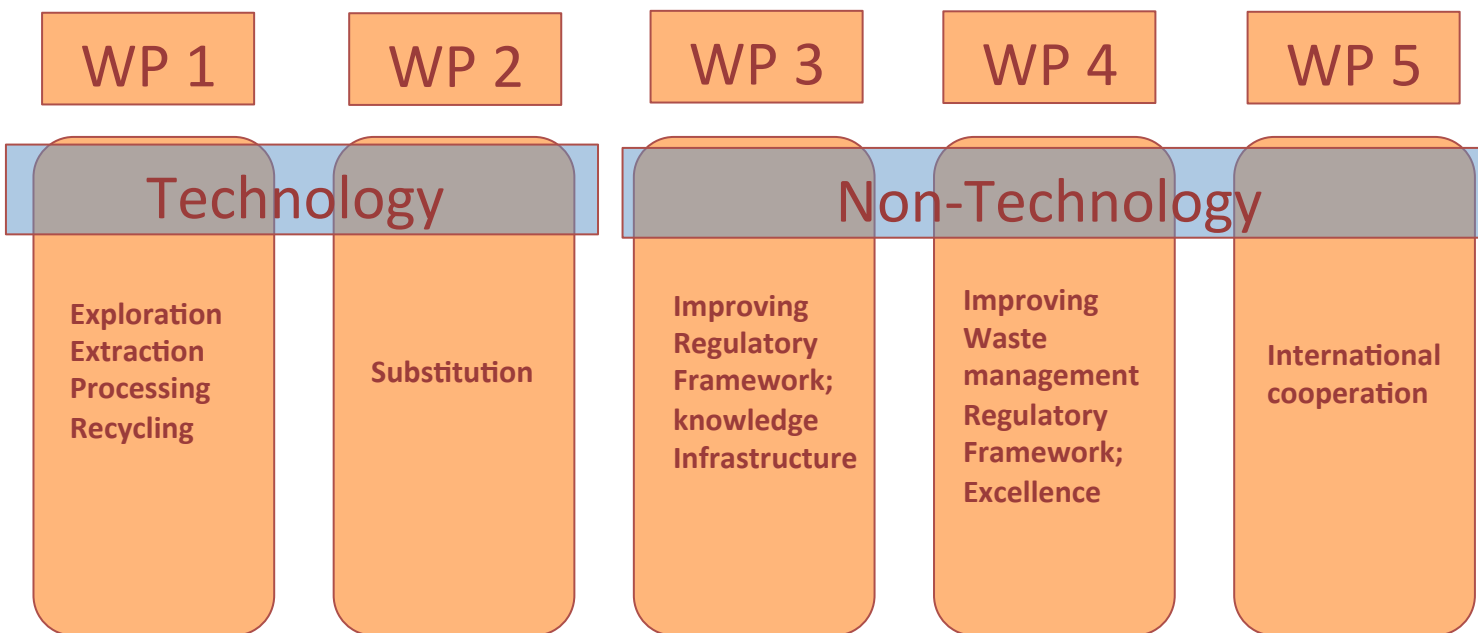 WP 1
WP 2
WP 3
WP 4
WP 5
Technology
Non-Technology
Exploration
Extraction
Processing
Recycling
Substitution
Improving
Regulatory
Framework;
knowledge
Infrastructure
Improving
Waste
management
Regulatory
Framework;
Excellence
International
cooperation